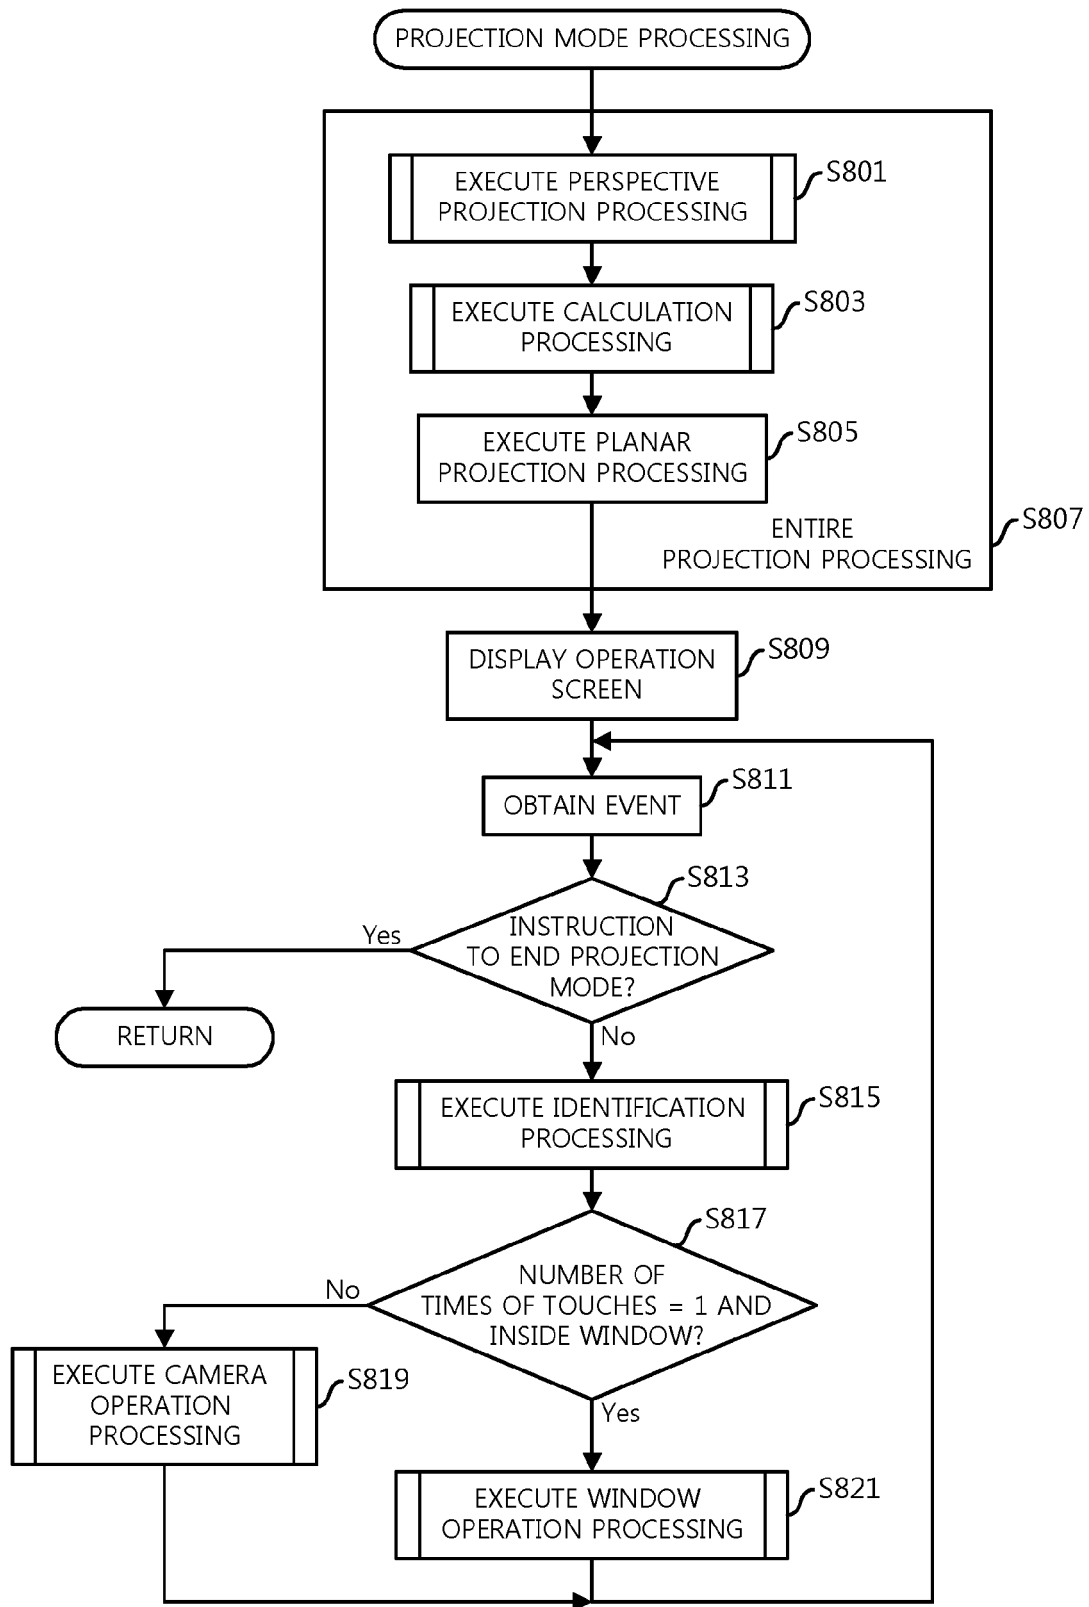 PROJECTION MODE PROCESSING
EXECUTE PERSPECTIVE
PROJECTION PROCESSING
S801
EXECUTE CALCULATION
PROCESSING
S803
EXECUTE PLANAR
PROJECTION PROCESSING
S805
ENTIRE
PROJECTION PROCESSING
S807
DISPLAY OPERATION
SCREEN
S809
OBTAIN EVENT
S811
INSTRUCTION
TO END PROJECTION
MODE?
S813
Yes
RETURN
No
EXECUTE IDENTIFICATION
PROCESSING
S815
NUMBER OF
TIMES OF TOUCHES = 1 AND
INSIDE WINDOW?
S817
No
EXECUTE CAMERA
OPERATION
PROCESSING
S819
Yes
EXECUTE WINDOW
OPERATION PROCESSING
S821